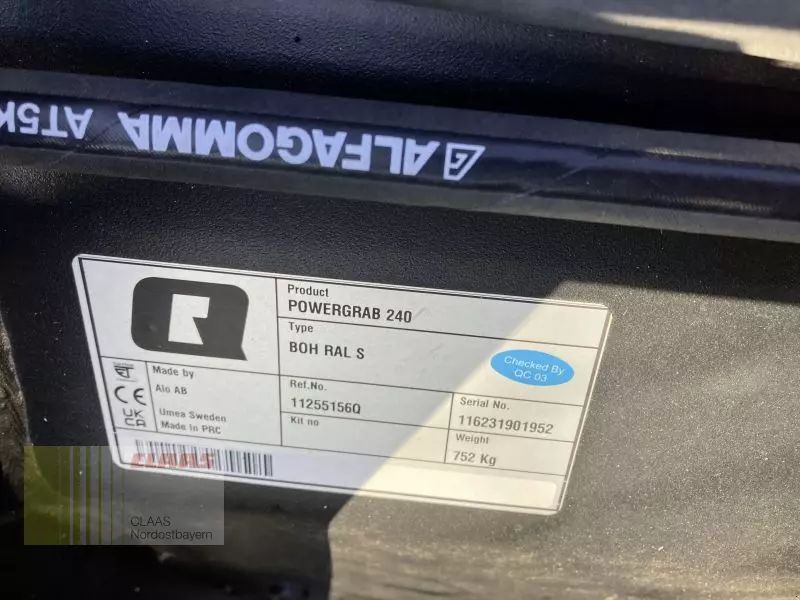 ALFAGOMMA AT5K
Product
POWERGRAB 240
Type
BOH RAL S
Checked By
QC 03
Made by
Alo AB
Umea Sweden
Made in PRC
CE
UK
CA
Ref.No.
11255156Q
Kit no
Serial No.
116231901952
Weight
752 Kg
CLAAS
CLAAS
Nordostbayern